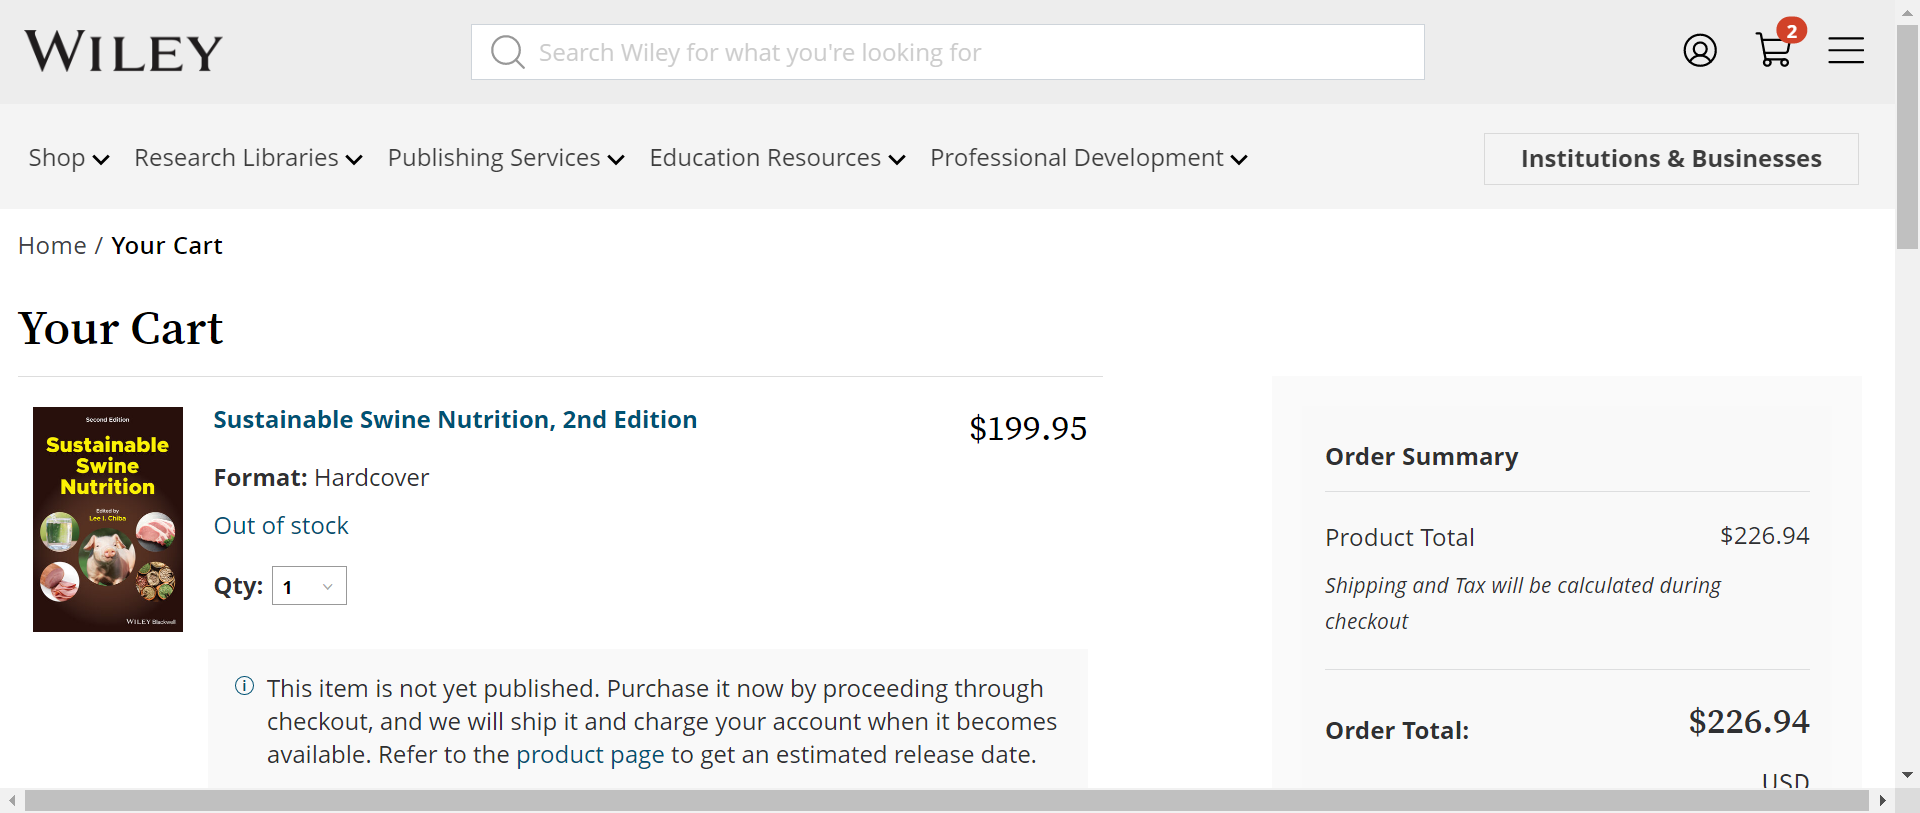 WILEY
Search Wiley for what you're looking for
2
Shop
Research Libraries
Publishing Services
Education Resources
Professional Development
Institutions & Businesses
Home / Your Cart
Your Cart
Second Edition
Sustainable
Swine
Nutrition
Edited by
Lee I. Chiba
WILEY Blackwell
Sustainable Swine Nutrition, 2nd Edition
$199.95
Format: Hardcover
Out of stock
Qty: 1
This item is not yet published. Purchase it now by proceeding through
checkout, and we will ship it and charge your account when it becomes
available. Refer to the product page to get an estimated release date.
Order Summary
Product Total
$226.94
Shipping and Tax will be calculated during
checkout
Order Total:
$226.94
USD